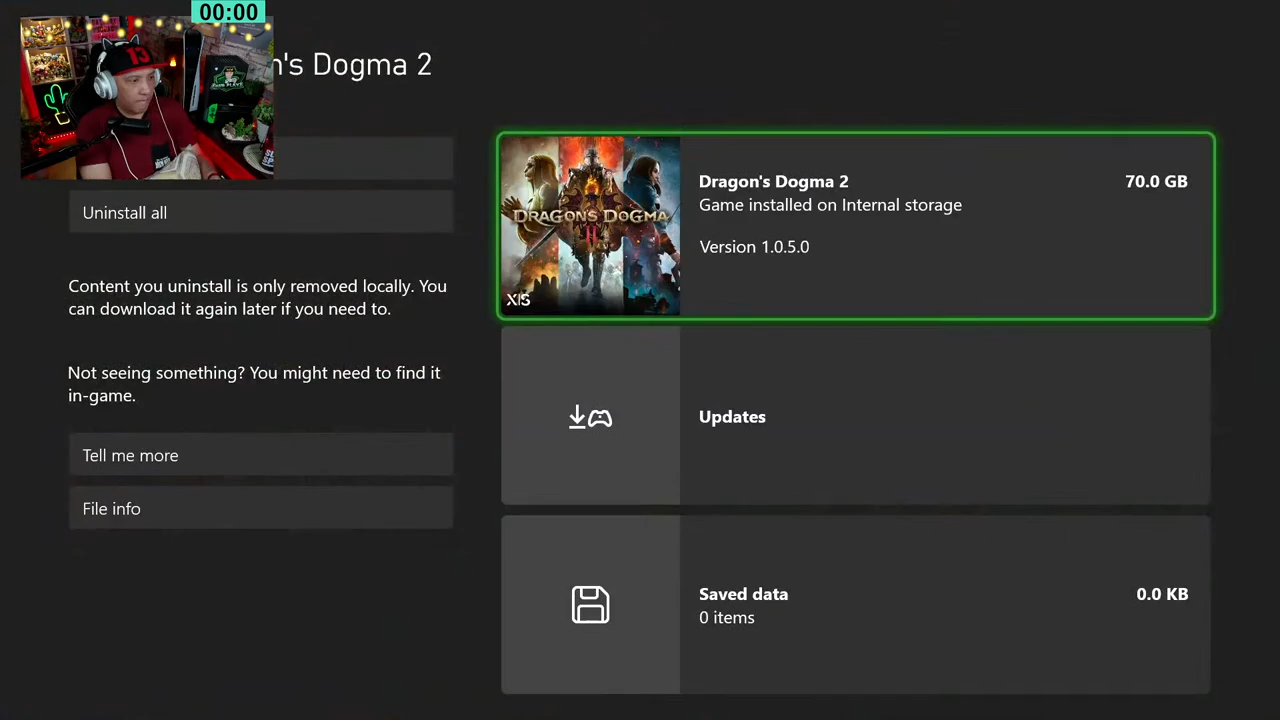 00:00
n's Dogma 2
13
Uninstall all
Content you uninstall is only removed locally. You
can download it again later if you need to.
Not seeing something? You might need to find it
in-game.
Tell me more
File info
DRAGON'S DOGMA
II
X|S
Dragon's Dogma 2
70.0 GB
Game installed on Internal storage
Version 1.0.5.0
Updates
Saved data
0.0 KB
0 items